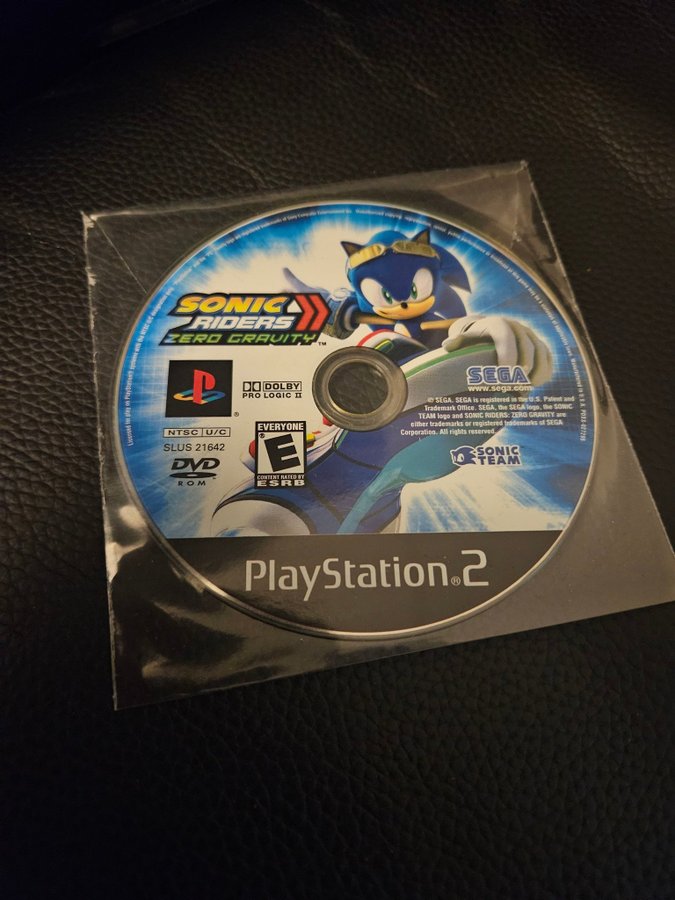 SONIC
RIDERS
ZERO GRAVITY™
DOLBY
PRO LOGIC II
®
NTSC U/C
SLUS 21642
DVD
ROM
EVERYONE
E
CONTENT RATED BY
ESRB
SEGA
www.sega.com
© SEGA. SEGA is registered in the U.S. Patent and
Trademark Office. SEGA, the SEGA logo, the SONIC
TEAM logo and SONIC RIDERS: ZERO GRAVITY are
either trademarks or registered trademarks of SEGA
Corporation. All rights reserved.
SONIC
TEAM
PlayStation®2